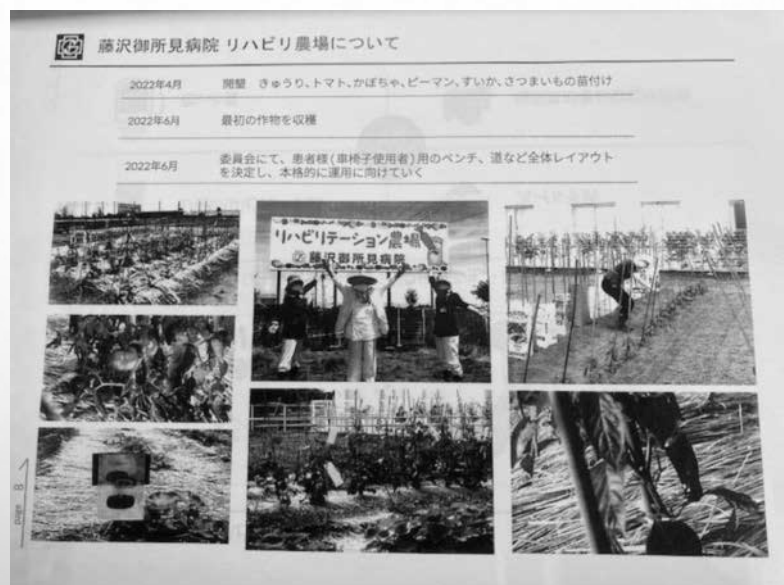 藤沢御所見病院 リハビリ農場について
2022年4月 開墾 きゅうり、トマト、かぼちゃ、ピーマン、すいか、さつまいもの苗付け
2022年6月 最初の作物を収穫
2022年6月 委員会にて、患者様(車椅子使用者)用のベンチ、道など全体レイアウト
を決定し、本格的に運用に向けていく
リハビリテーション農場
藤沢御所見病院
page 8